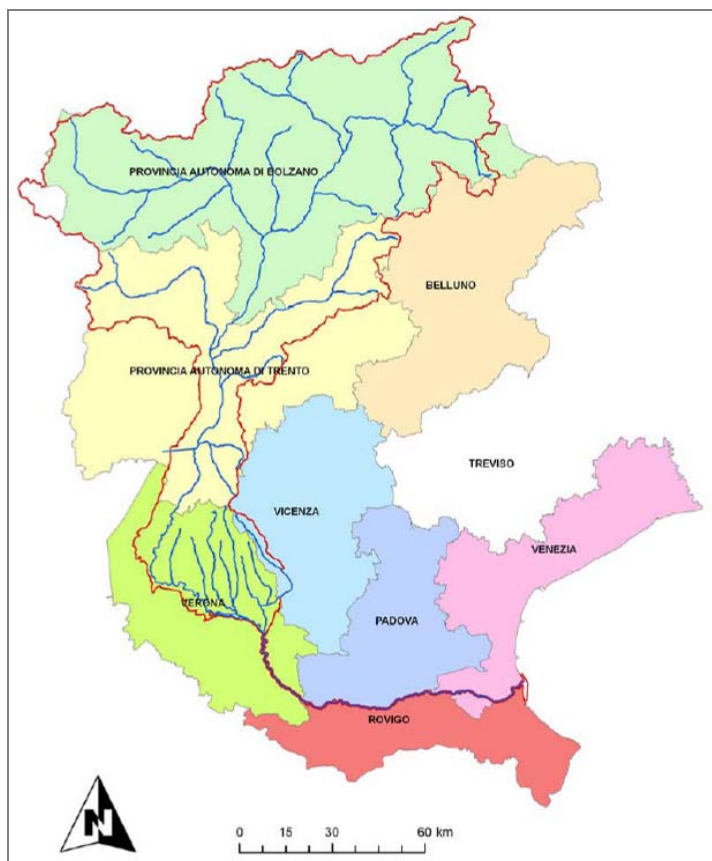 PROVINCIA AUTONOMA DI BOLZANO
BELLUNO
PROVINCIA AUTONOMA DI TRENTO
TREVISO
VICENZA
VENEZIA
VERONA
PADOVA
ROVIGO
N
0 15 30 60 km